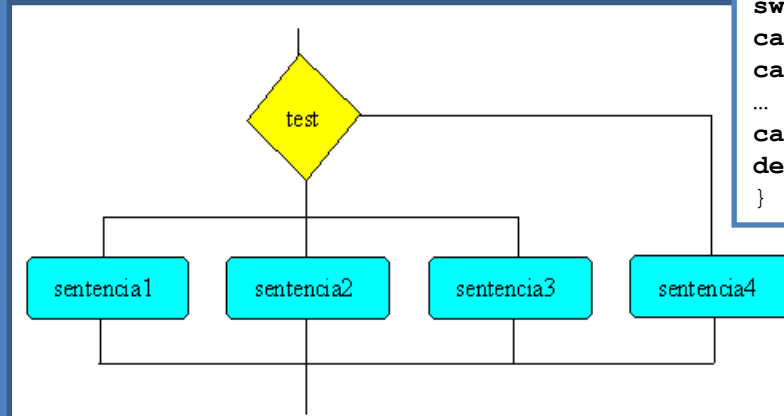 test
sentencia1
sentencia2
sentencia3
sentencia4
sw
ca
ca
…
ca
de
}